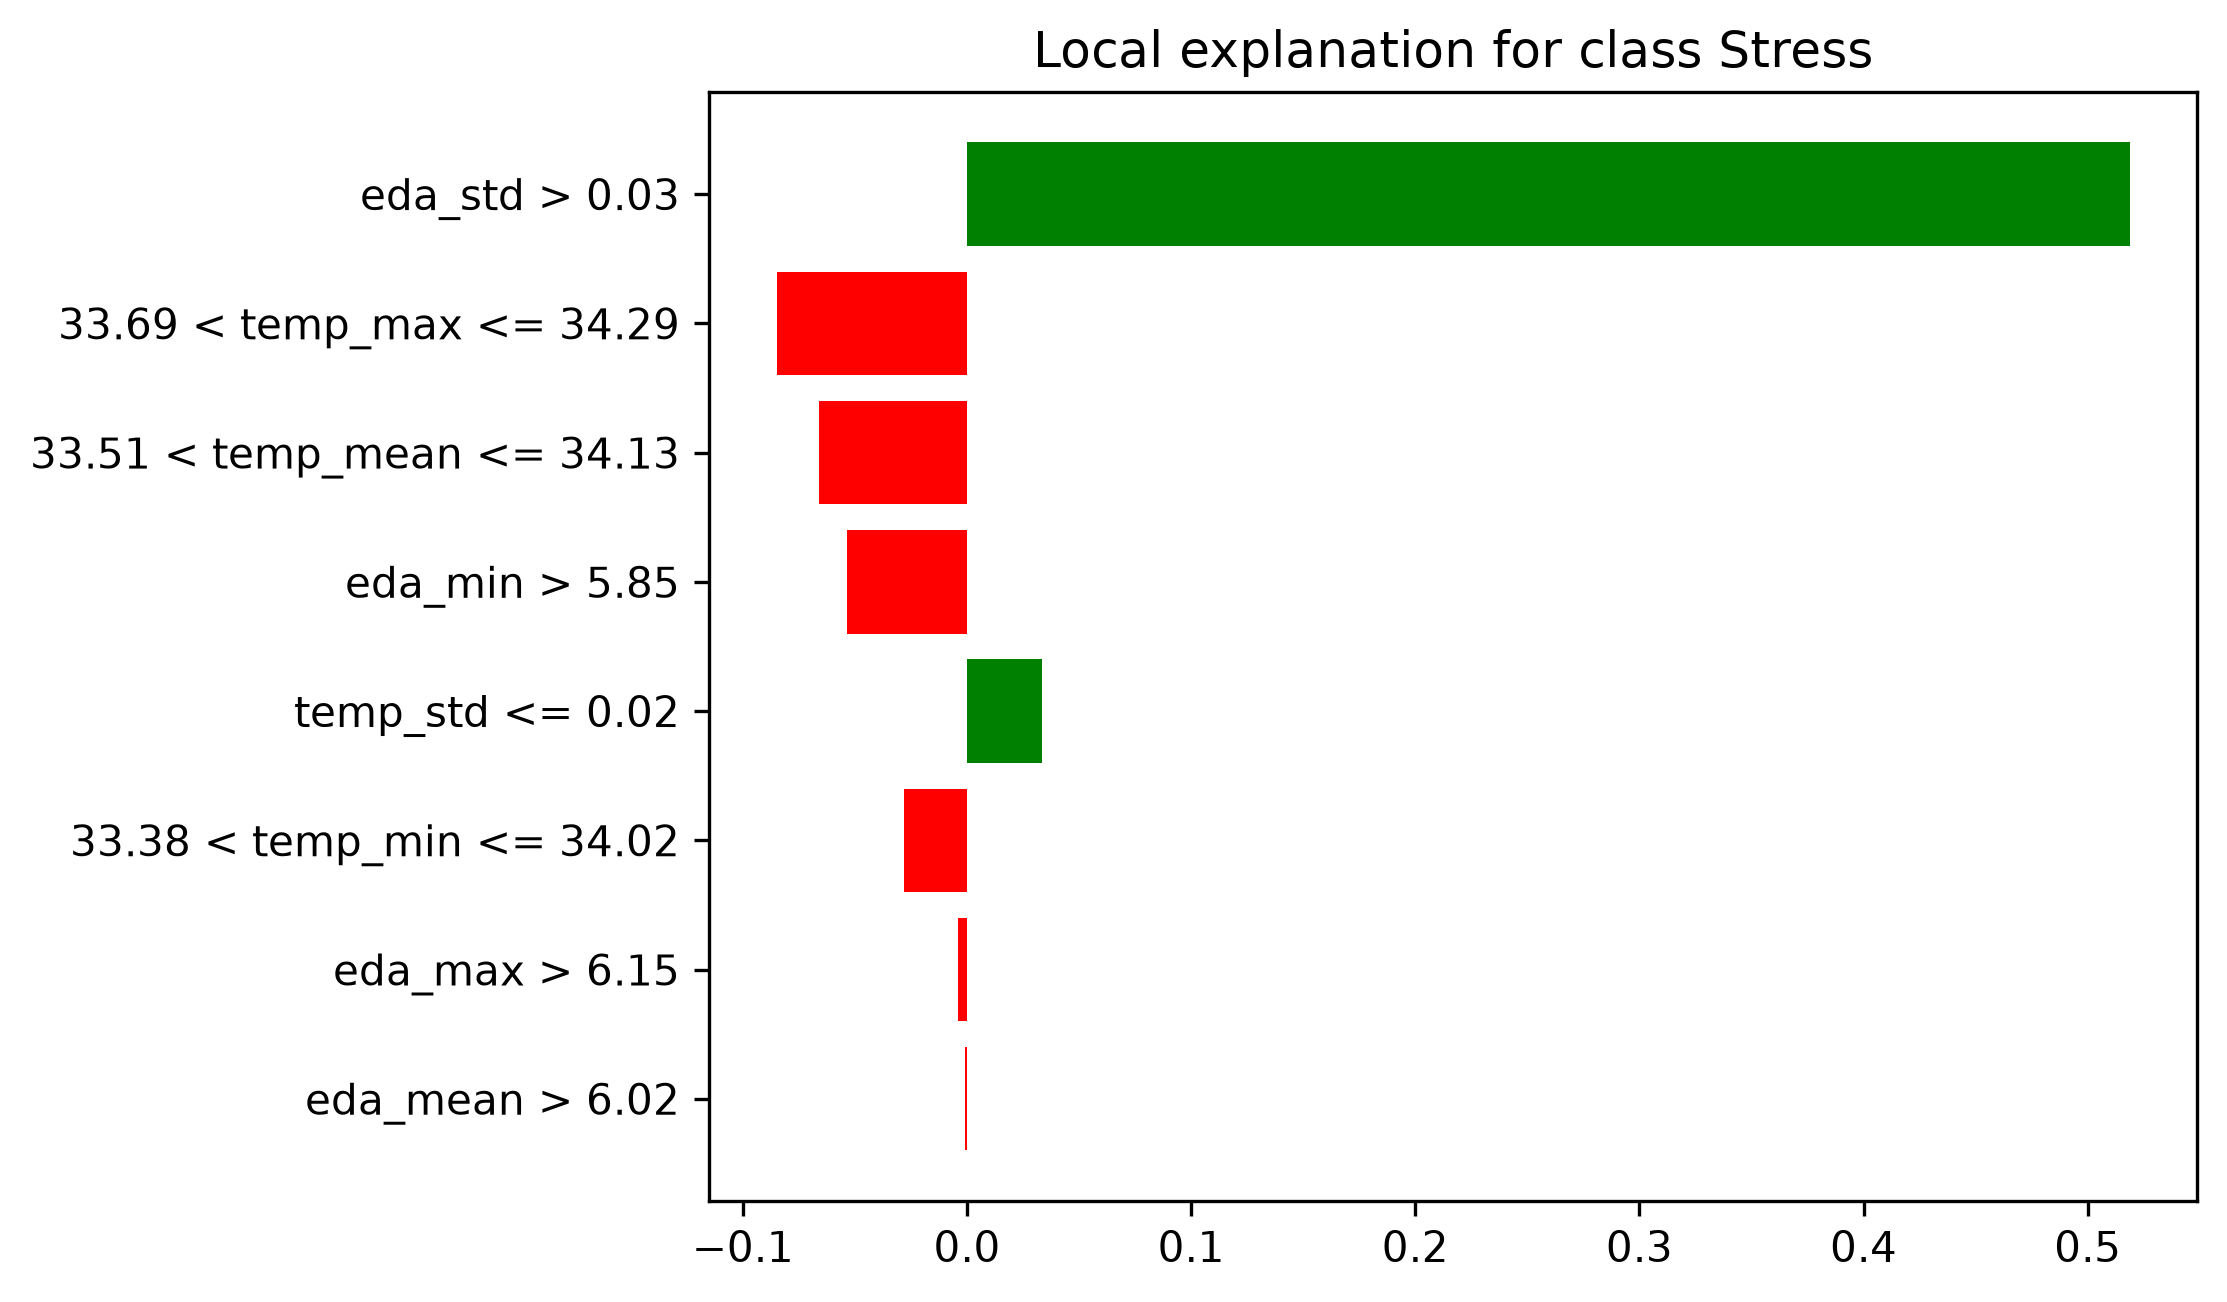 Local explanation for class Stress
eda_std > 0.03
33.69 < temp_max <= 34.29
33.51 < temp_mean <= 34.13
eda_min > 5.85
temp_std <= 0.02
33.38 < temp_min <= 34.02
eda_max > 6.15
eda_mean > 6.02
−0.1 0.0 0.1 0.2 0.3 0.4 0.5